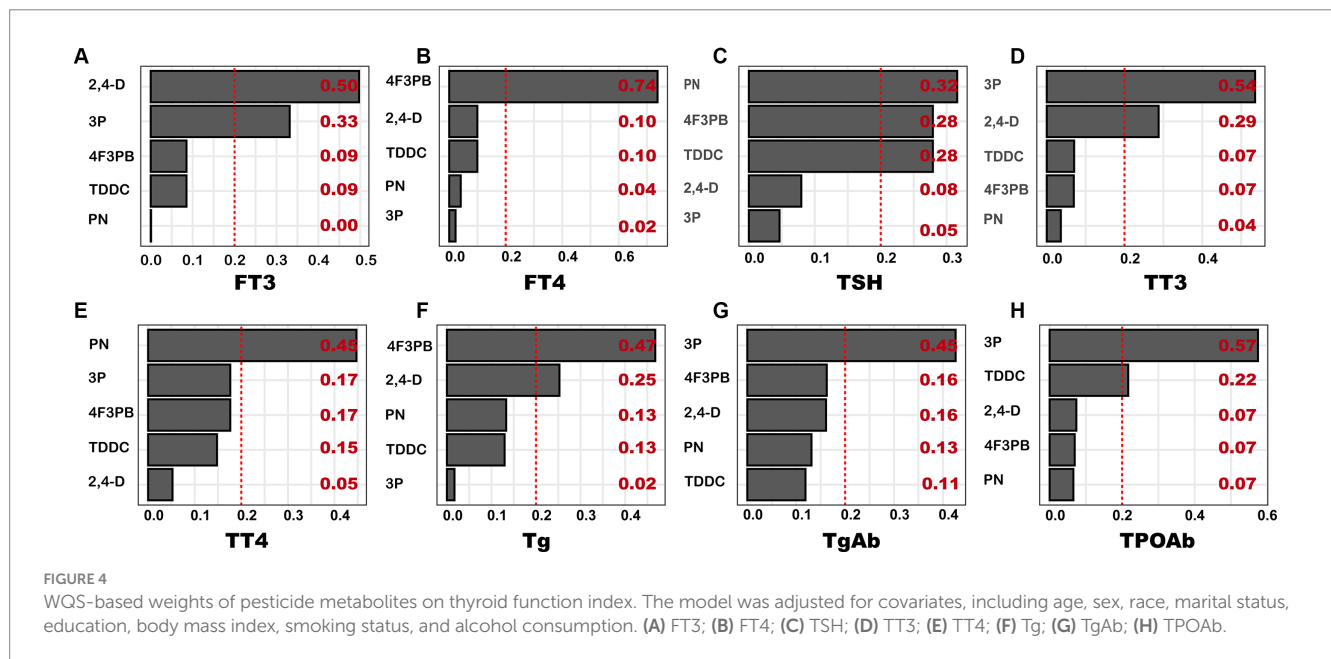 A
2,4-D 0.50
3P 0.33
4F3PB 0.09
TDDC 0.09
PN 0.00
0.0 0.1 0.2 0.3 0.4 0.5
FT3
B
4F3PB 0.74
2,4-D 0.10
TDDC 0.10
PN 0.04
3P 0.02
0.0 0.2 0.4 0.6
FT4
C
PN 0.32
4F3PB 0.28
TDDC 0.28
2,4-D 0.08
3P 0.05
0.0 0.1 0.2 0.3
TSH
D
3P 0.54
2,4-D 0.29
TDDC 0.07
4F3PB 0.07
PN 0.04
0.0 0.2 0.4
TT3
E
PN 0.45
3P 0.17
4F3PB 0.17
TDDC 0.15
2,4-D 0.05
0.0 0.1 0.2 0.3 0.4
TT4
F
4F3PB 0.47
2,4-D 0.25
PN 0.13
TDDC 0.13
3P 0.02
0.0 0.1 0.2 0.3 0.4
Tg
G
3P 0.45
4F3PB 0.16
2,4-D 0.16
PN 0.13
TDDC 0.11
0.0 0.1 0.2 0.3 0.4
TgAb
H
3P 0.57
TDDC 0.22
2,4-D 0.07
4F3PB 0.07
PN 0.07
0.0 0.2 0.4 0.6
TPOAb
FIGURE 4
WQS-based weights of pesticide metabolites on thyroid function index. The model was adjusted for covariates, including age, sex, race, marital status,
education, body mass index, smoking status, and alcohol consumption. (A) FT3; (B) FT4; (C) TSH; (D) TT3; (E) TT4; (F) Tg; (G) TgAb; (H) TPOAb.